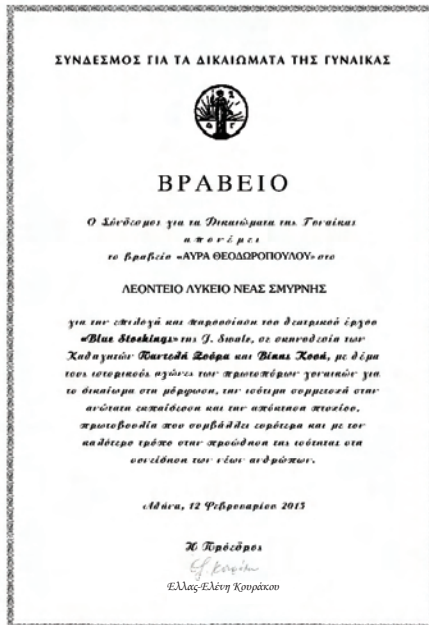 ΣΥΝΔΕΣΜΟΣ ΓΙΑ ΤΑ ΔΙΚΑΙΩΜΑΤΑ ΤΗΣ ΓΥΝΑΙΚΑΣ
Σ
Δ Γ
ΒΡΑΒΕΙΟ
Ο Σύνδεσμος για τα Δικαιώματα της Γυναίκας
απονέμει
το βραβείο «ΑΥΡΑ ΘΕΟΔΩΡΟΠΟΥΛΟΥ» στο
ΛΕΟΝΤΕΙΟ ΛΥΚΕΙΟ ΝΕΑΣ ΣΜΥΡΝΗΣ
για την επιλογή και παρουσίαση του θεατρικού έργου
«Blue Stockings» της J. Swale, σε σκηνοθεσία των
Καθηγητών Παντελή Ζούρα και Βίκης Κοσή, με θέμα
τους ιστορικούς αγώνες των πρωτοπόρων γυναικών για
το δικαίωμα στη μόρφωση, την ισότιμη συμμετοχή στην
ανώτατη εκπαίδευση και την απόκτηση πτυχίου,
πρωτοβουλία που συμβάλλει ευρύτερα και με τον
καλύτερο τρόπο στην προώθηση της ισότητας στη
συνείδηση των νέων ανθρώπων.
Αθήνα, 12 Φεβρουαρίου 2015
Η Πρόεδρος
Ελλας-Ελένη Κουράκου